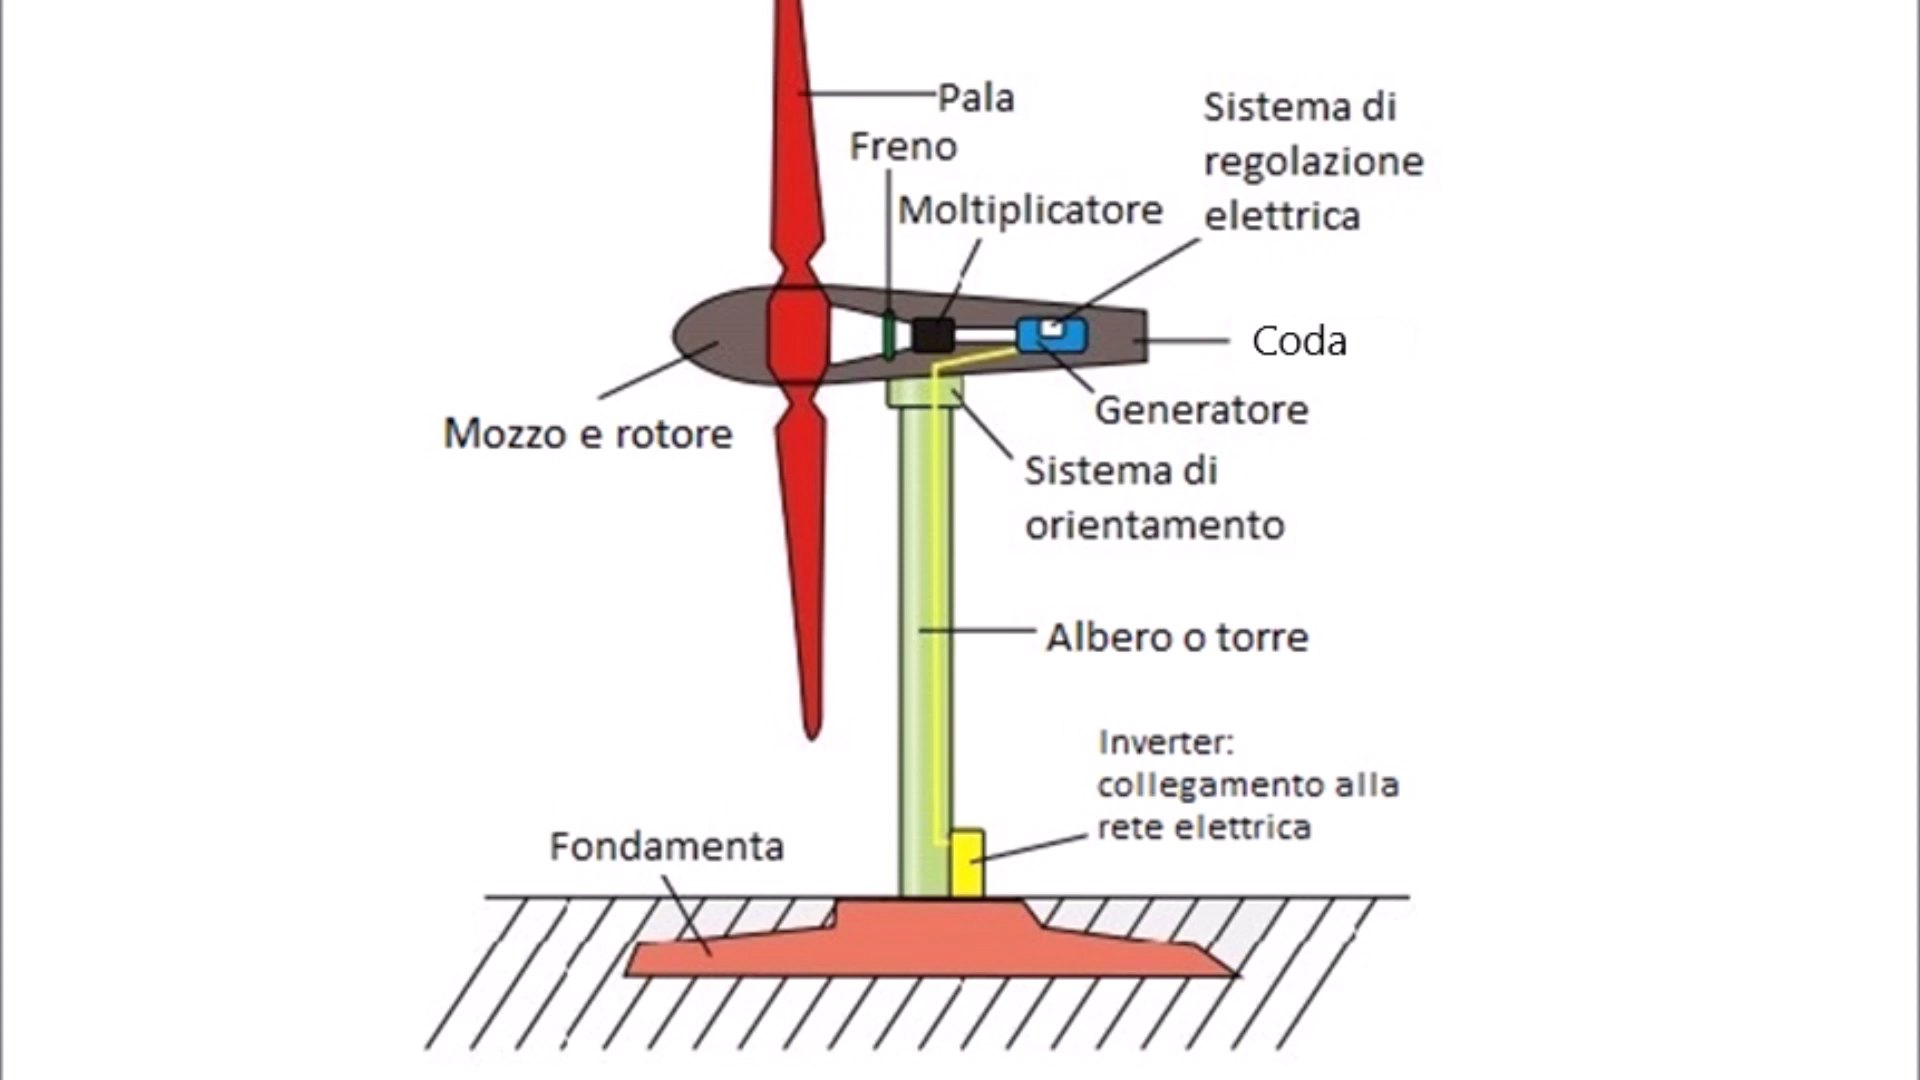 Pala
Freno
Moltiplicatore
Sistema di
regolazione
elettrica
Coda
Generatore
Mozzo e rotore
Sistema di
orientamento
Albero o torre
Inverter:
collegamento alla
rete elettrica
Fondamenta